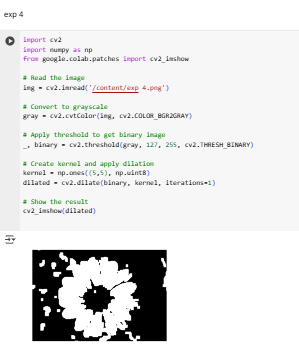 exp 4
import cv2
import numpy as np
from google.colab.patches import cv2_imshow
# Read the image
img = cv2.imread('/content/exp 4.png')
# Convert to grayscale
gray = cv2.cvtColor(img, cv2.COLOR_BGR2GRAY)
# Apply threshold to get binary image
_, binary = cv2.threshold(gray, 127, 255, cv2.THRESH_BINARY)
# Create kernel and apply dilation
kernel = np.ones((5,5), np.uint8)
dilated = cv2.dilate(binary, kernel, iterations=1)
# Show the result
cv2_imshow(dilated)